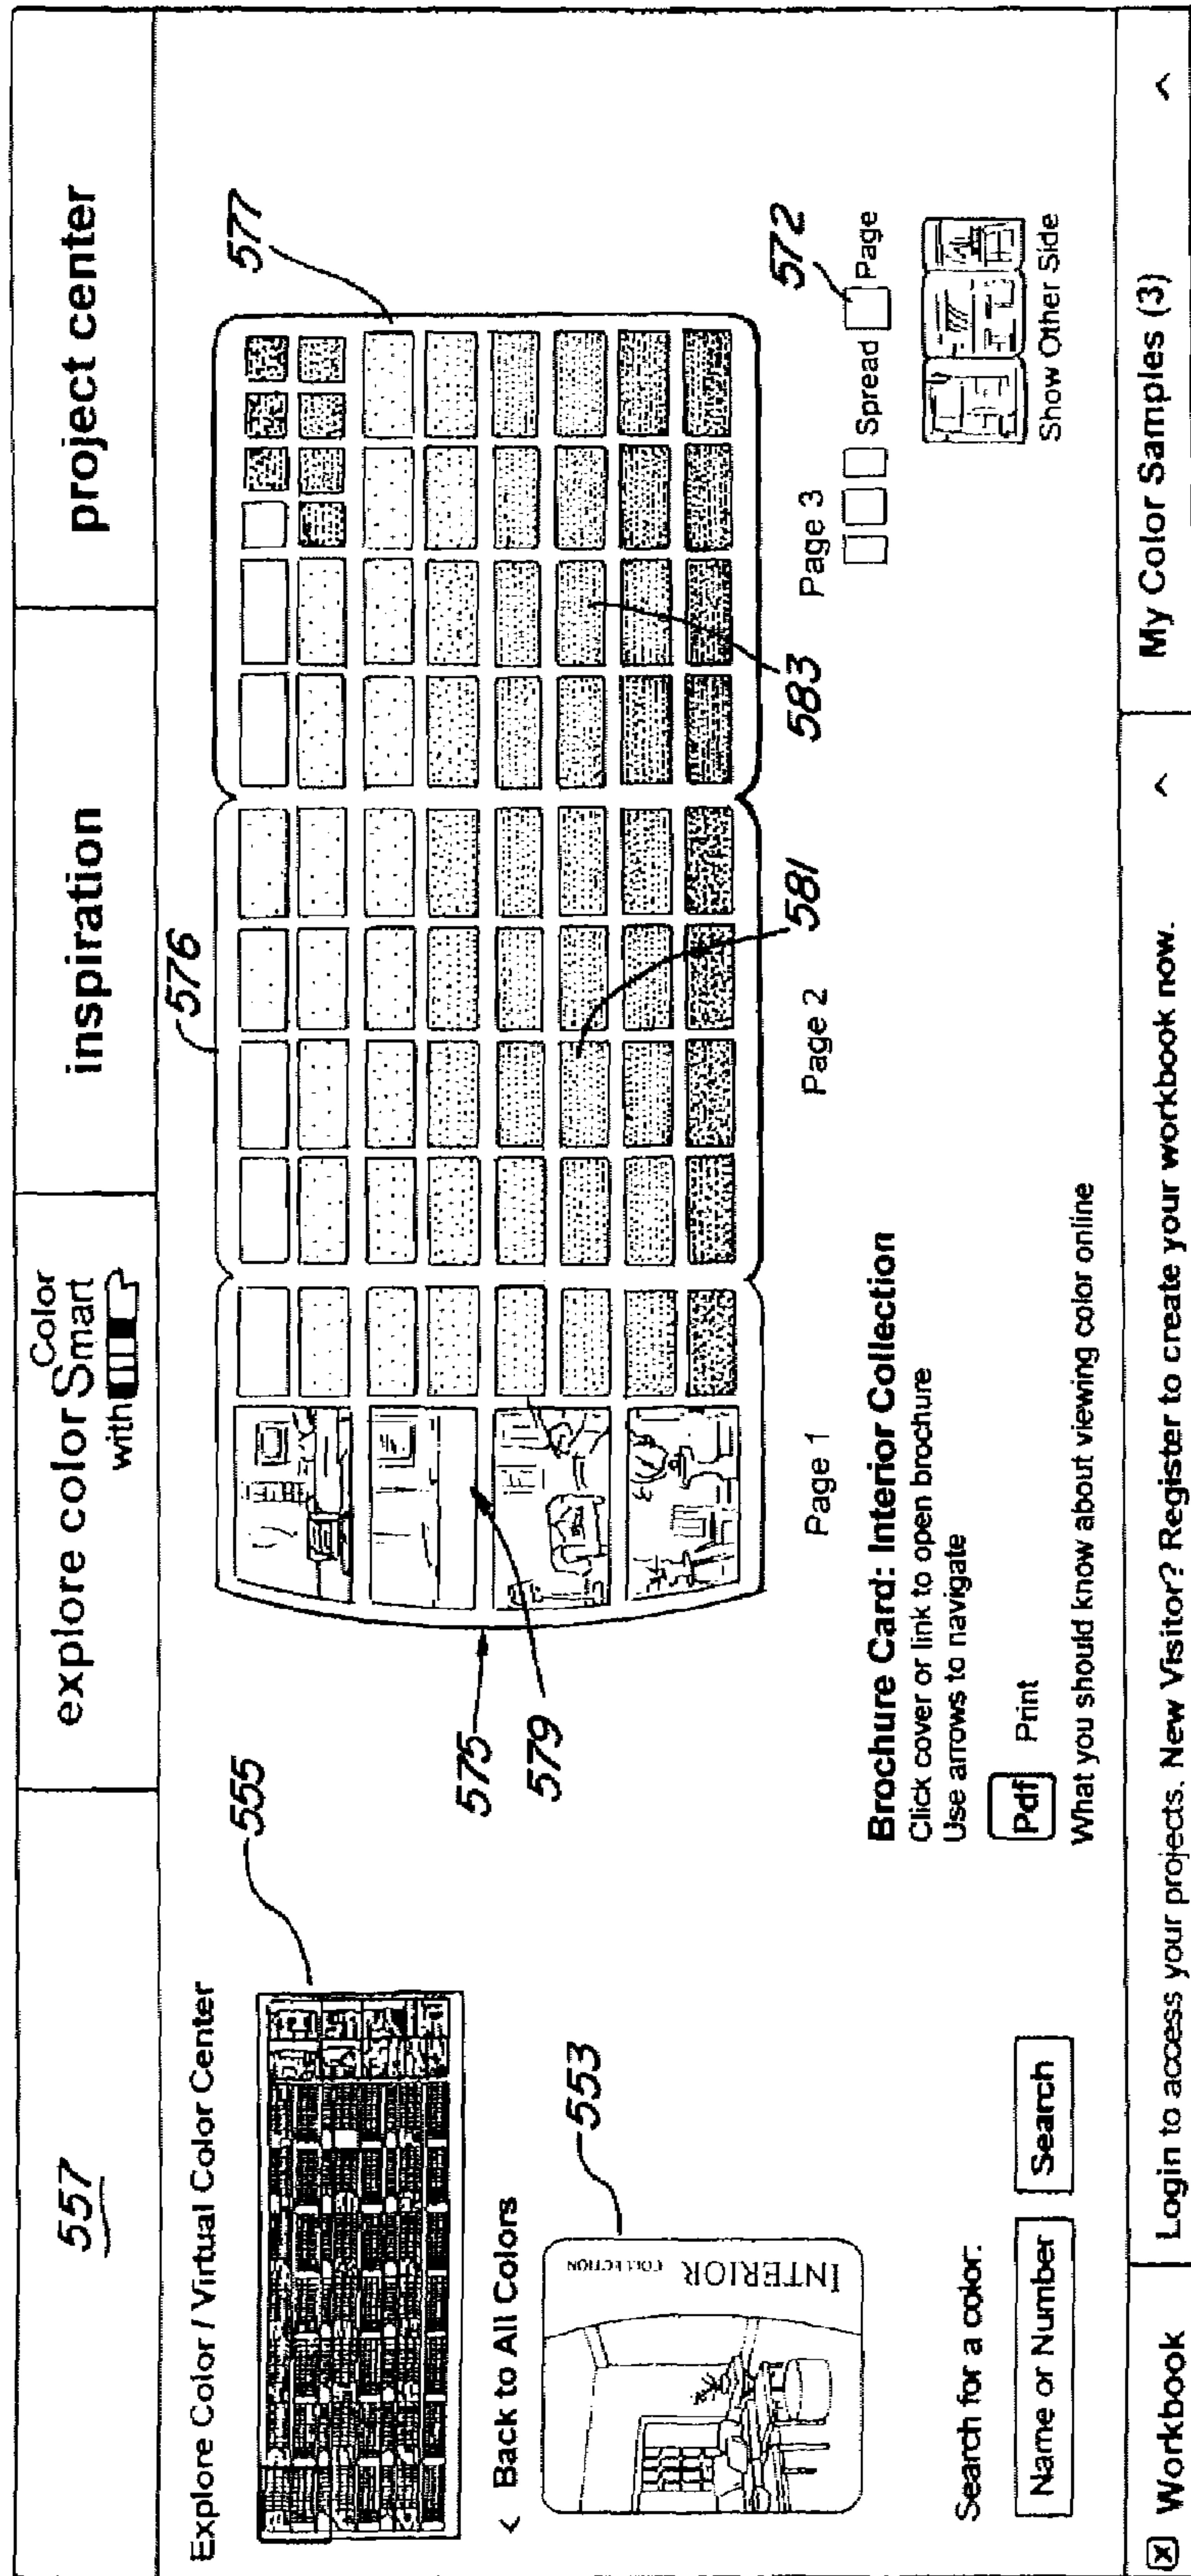 557
explore color
Color
Smart
with
inspiration
project center
Explore Color / Virtual Color Center
555
< Back to All Colors
553
INTERIOR
COLLECTION
Search for a color:
Name or Number
Search
575
579
576
577
581
583
572
Page 1
Page 2
Page 3
Spread
Page
Show Other Side
Brochure Card: Interior Collection
Click cover or link to open brochure
Use arrows to navigate
Pdf
Print
What you should know about viewing color online
x Workbook
Login to access your projects. New Visitor? Register to create your workbook now. ^
My Color Samples (3) ^